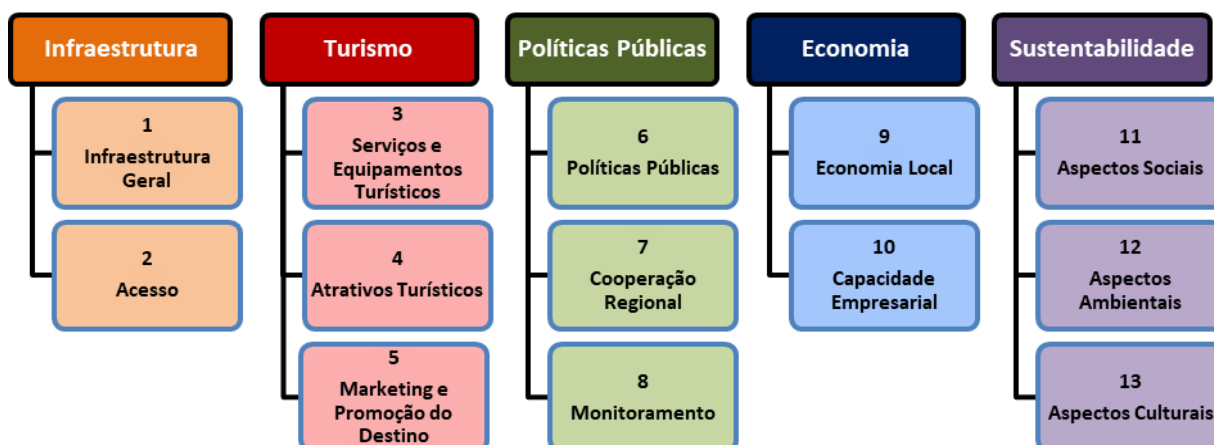 Infraestrutura
1
Infraestrutura
Geral
2
Acesso
Turismo
3
Serviços e
Equipamentos
Turísticos
4
Atrativos Turísticos
5
Marketing e
Promoção do
Destino
Políticas Públicas
6
Políticas Públicas
7
Cooperação
Regional
8
Monitoramento
Economia
9
Economia Local
10
Capacidade
Empresarial
Sustentabilidade
11
Aspectos Sociais
12
Aspectos
Ambientais
13
Aspectos Culturais